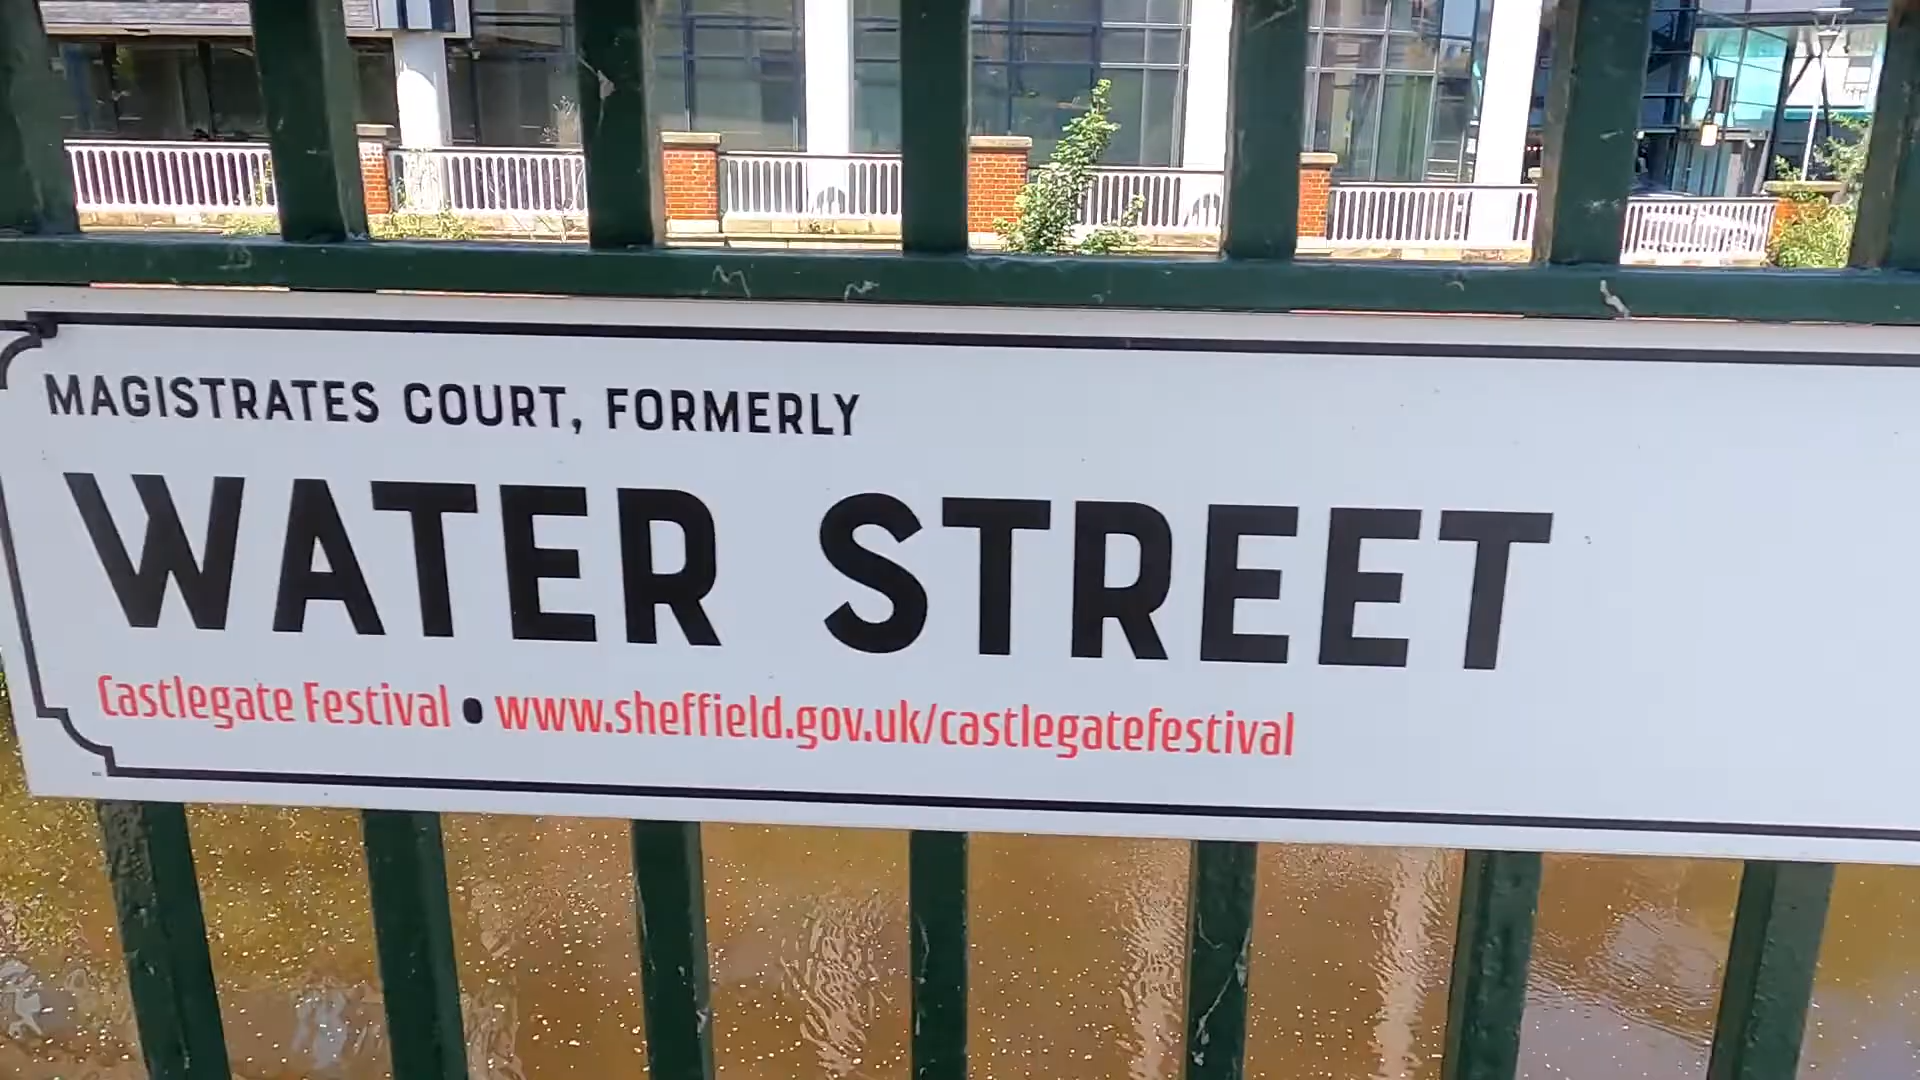 MAGISTRATES COURT, FORMERLY
WATER STREET
Castlegate Festival • www.sheffield.gov.uk/castlegatefestival